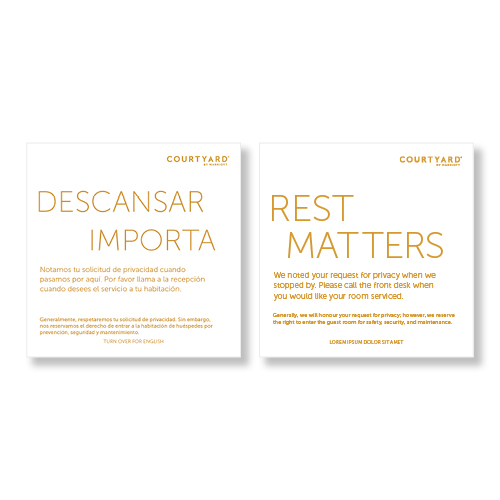 COURTYARD
BY MARRIOTT
DESCANSAR
IMPORTA
Notamos tu solicitud de privacidad cuando
pasamos por aquí. Por favor llama a la recepción
cuando desees el servicio a tu habitación.
Generalmente, respetaremos tu solicitud de privacidad. Sin embargo,
nos reservamos el derecho de entrar a la habitación de huéspedes por
prevención, seguridad y mantenimiento.
TURN OVER FOR ENGLISH
COURTYARD
BY MARRIOTT
REST
MATTERS
We noted your request for privacy when we
stopped by. Please call the front desk when
you would like your room serviced.
Generally, we will honour your request for privacy; however, we reserve
the right to enter the guest room for safety, security, and maintenance.
LOREM IPSUM DOLOR SIT AMET